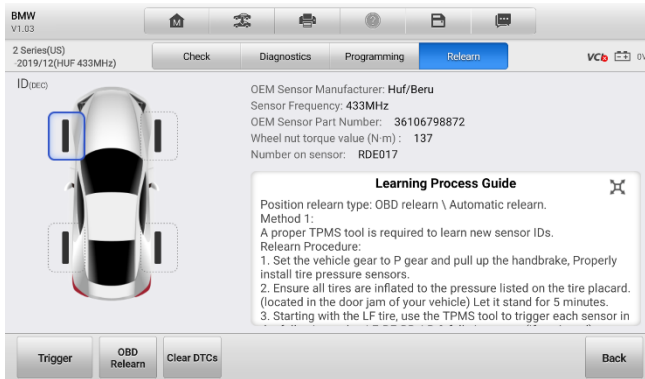 BMW
V1.03
2 Series(US)
-2019/12(HUF 433MHz)
Check
Diagnostics
Programming
Relearn
VCI
0V
ID(DEC)
OEM Sensor Manufacturer: Huf/Beru
Sensor Frequency: 433MHz
OEM Sensor Part Number: 36106798872
Wheel nut torque value (N·m) : 137
Number on sensor: RDE017
Learning Process Guide
Position relearn type: OBD relearn \ Automatic relearn.
Method 1:
A proper TPMS tool is required to learn new sensor IDs.
Relearn Procedure:
1. Set the vehicle gear to P gear and pull up the handbrake, Properly
install tire pressure sensors.
2. Ensure all tires are inflated to the pressure listed on the tire placard.
(located in the door jam of your vehicle) Let it stand for 5 minutes.
3. Starting with the LF tire, use the TPMS tool to trigger each sensor in
Trigger
OBD
Relearn
Clear DTCs
Back